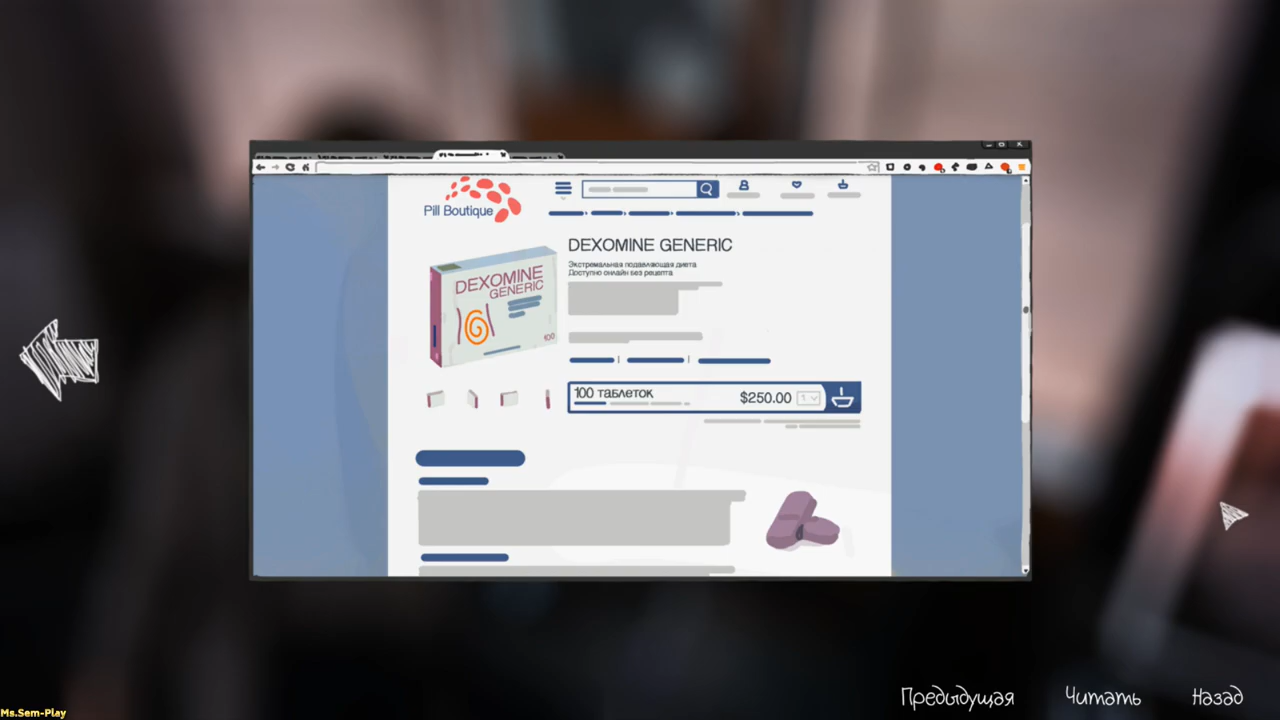 Pill Boutique
DEXOMINE GENERIC
Экстремальная подавляющая диета
Доступно онлайн без рецепта
DEXOMINE
GENERIC
100
100 таблеток
$250.00
1
Предыдущая
Читать
Назад
Ms.Sem-Play